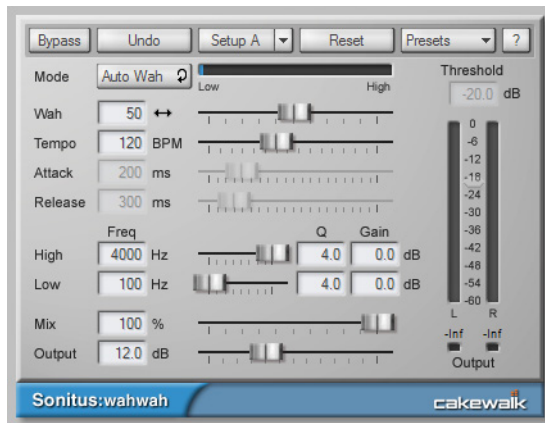 Bypass Undo Setup A Reset Presets ?
Mode Auto Wah Low High Threshold
-20.0 dB
Wah 50
Tempo 120 BPM
Attack 200 ms
Release 300 ms
Freq Q Gain
High 4000 Hz 4.0 0.0 dB
Low 100 Hz 4.0 0.0 dB
Mix 100 %
Output 12.0 dB
0
-6
-12
-18
-24
-30
-36
-42
-48
-54
-60
L R
-Inf -Inf
Output
Sonitus:wahwah cakewalk